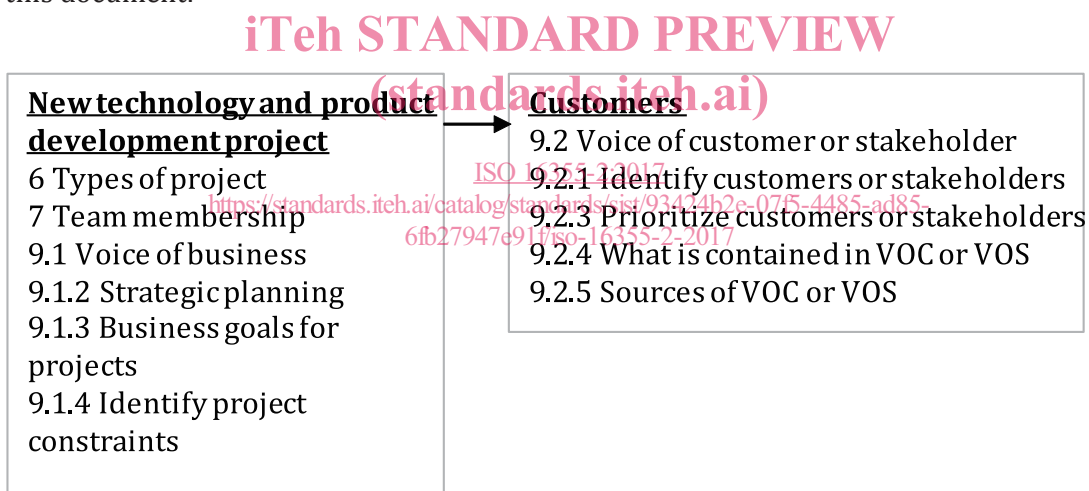 this document.
iTeh STANDARD PREVIEW
(standards.iteh.ai)
New technology and product
development project
6 Types of project
7 Team membership
9.1 Voice of business
9.1.2 Strategic planning
9.1.3 Business goals for
projects
9.1.4 Identify project
constraints
Customers
9.2 Voice of customer or stakeholder
9.2.1 Identify customers or stakeholders
9.2.3 Prioritize customers or stakeholders
9.2.4 What is contained in VOC or VOS
9.2.5 Sources of VOC or VOS
ISO 16355-2:2017
https://standards.iteh.ai/catalog/standards/sist/93424b2e-07f5-4485-ad85-
6fb27947e91f/iso-16355-2-2017